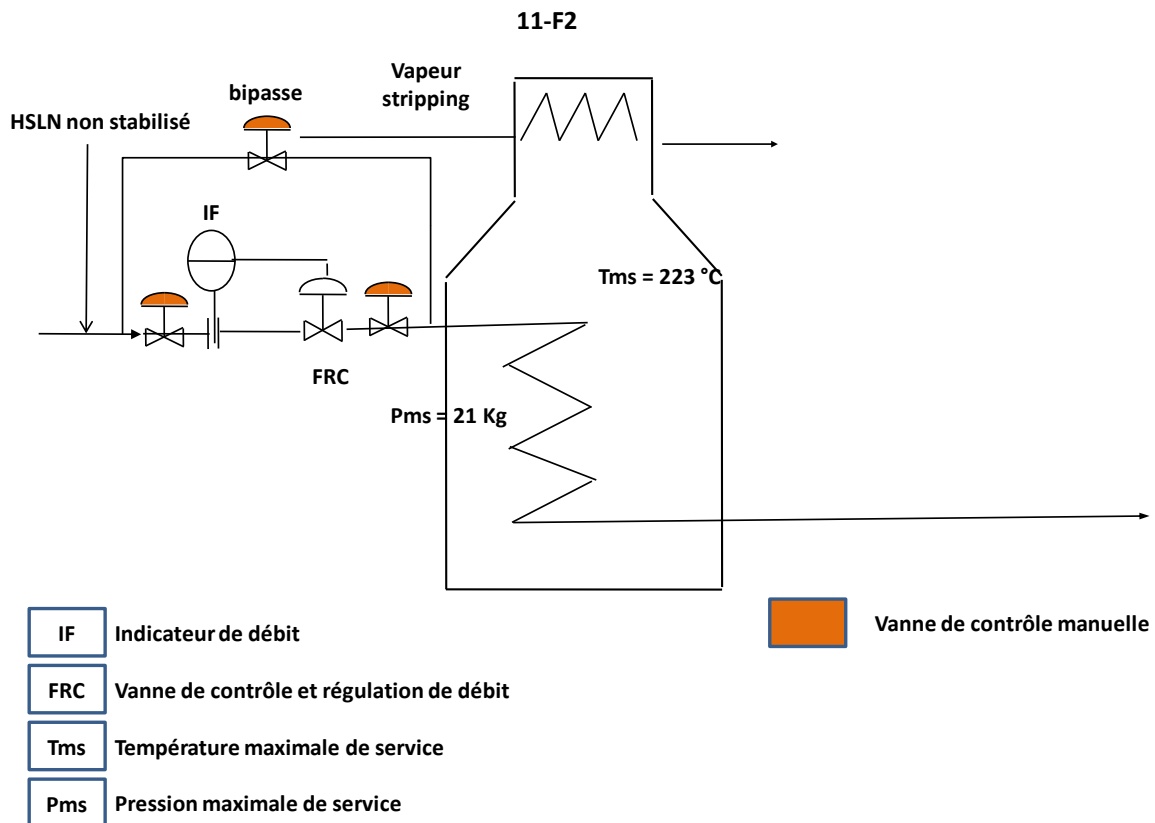 11-F2
Vapeur
stripping
bipasse
HSLN non stabilisé
IF
Tms = 223 °C
FRC
Pms = 21 Kg
IF Indicateur de débit
Vanne de contrôle manuelle
FRC Vanne de contrôle et régulation de débit
Tms Température maximale de service
Pms Pression maximale de service